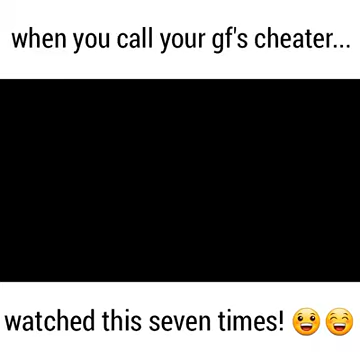 when you call your gf's cheater...
watched this seven times! 😀😄